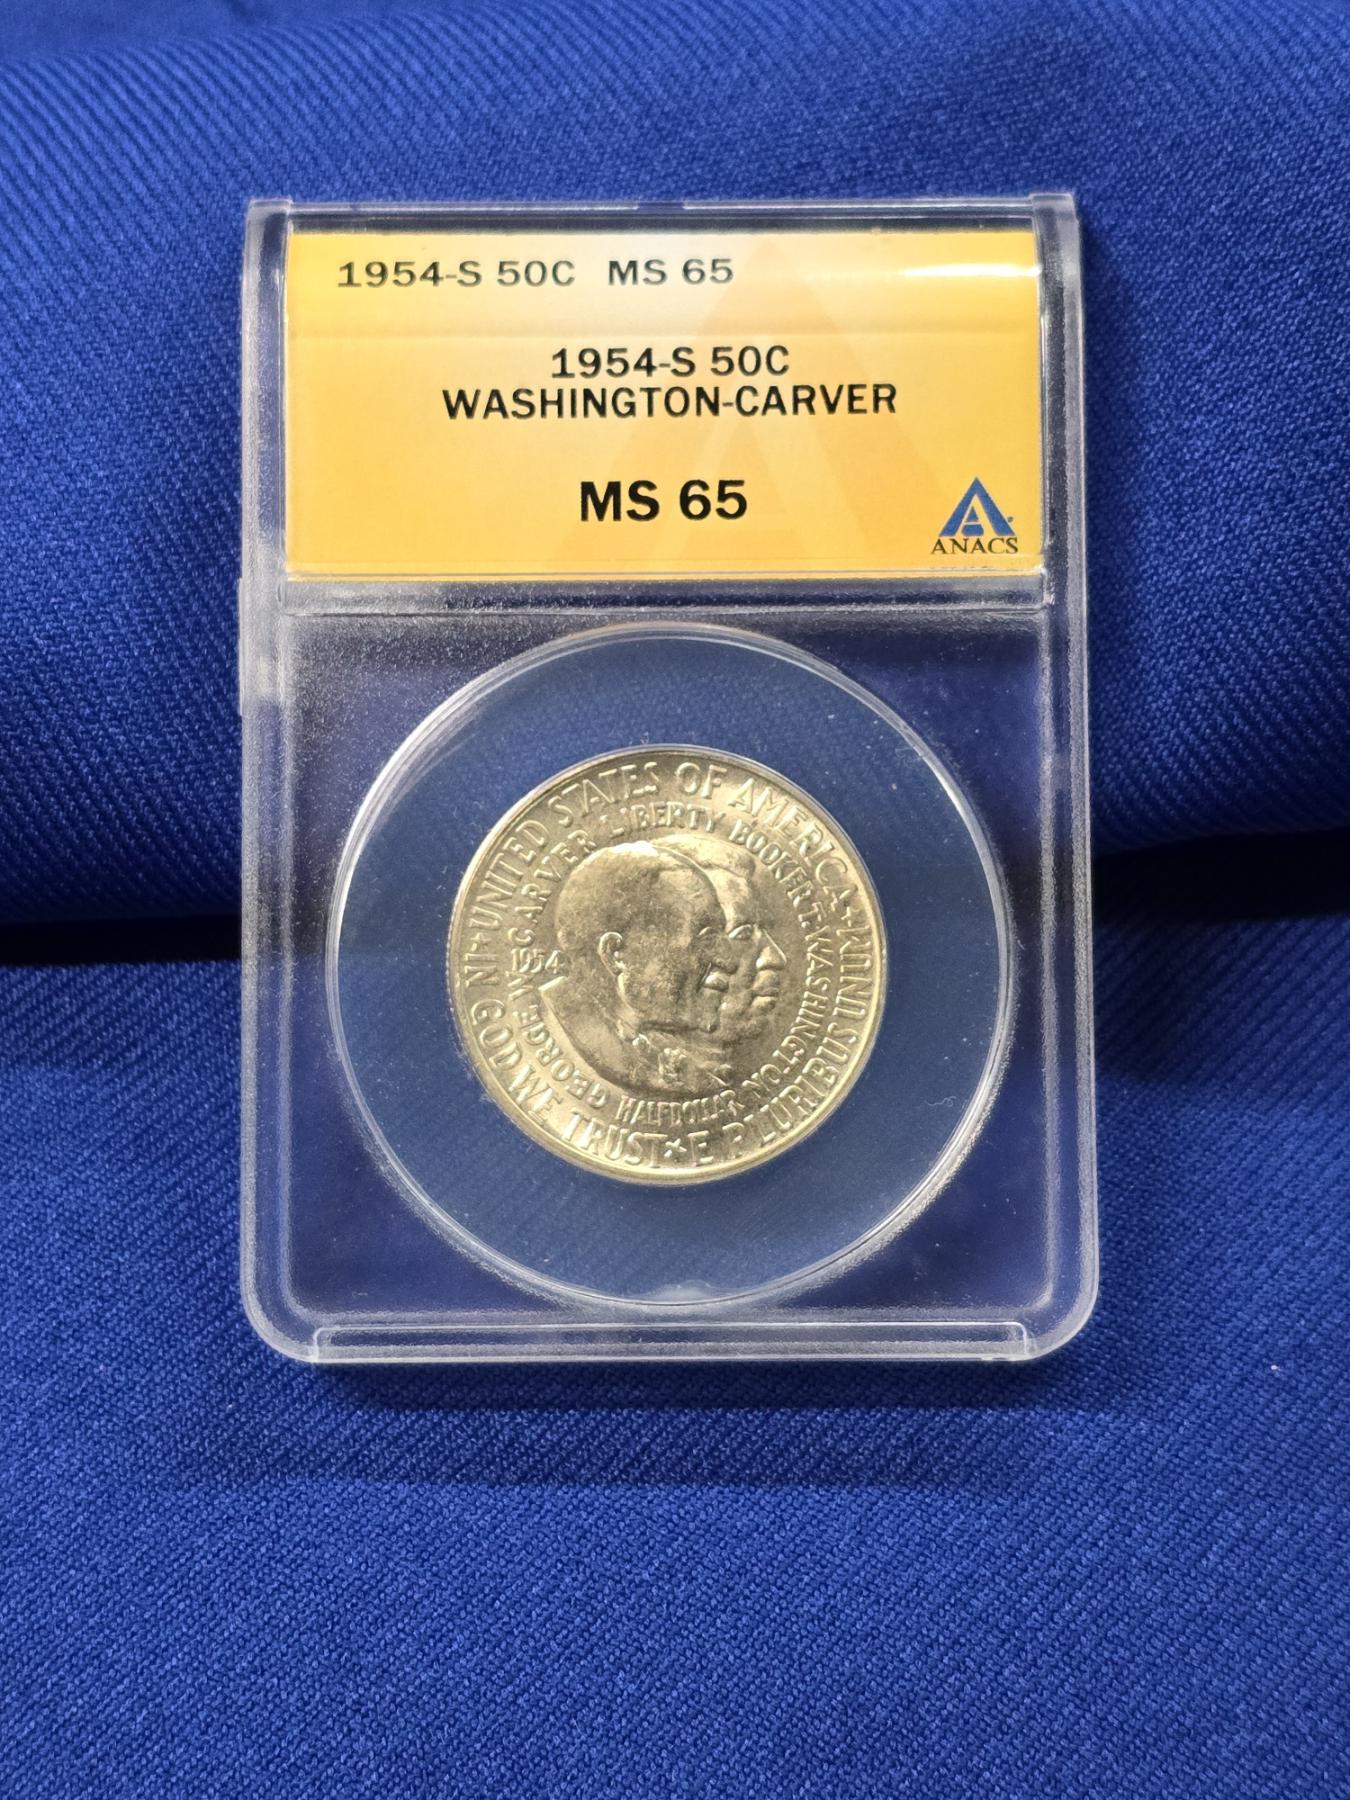 1954-S 50C MS 65
1954-S 50C
WASHINGTON-CARVER
MS 65
ANACS
UNITED STATES OF AMERICA
E PLURIBUS UNUM
IN GOD WE TRUST
GEORGE W. CARVER LIBERTY BOOKER T. WASHINGTON
1954
HALF DOLLAR